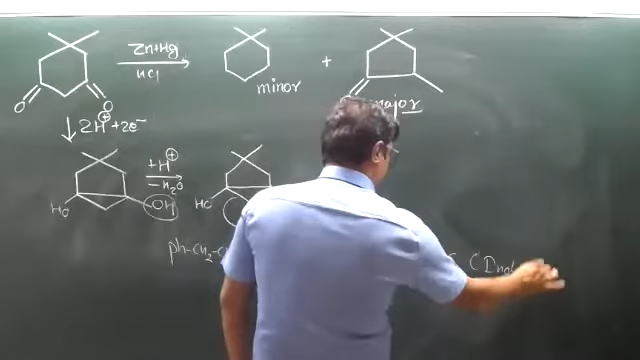 Zn+Hg
HCl
+
minor
major
O
O
2H⊕ +2e⁻
+H⊕
-H₂O
HO
OH
HO
ph-CH₂-C